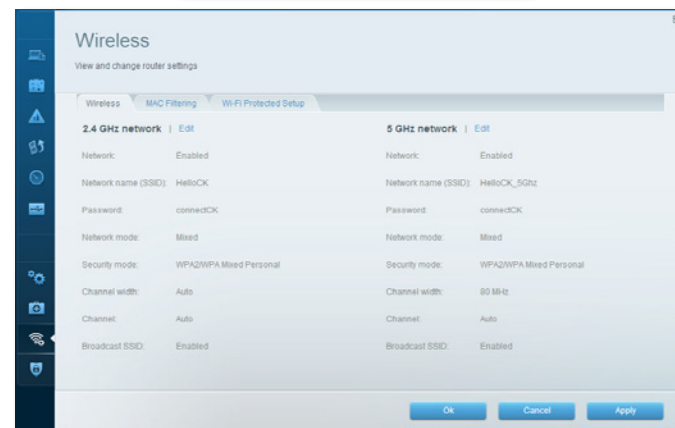 Wireless
View and change router settings
Wireless MAC Filtering Wi-Fi Protected Setup
2.4 GHz network | Edit 5 GHz network | Edit
Network: Enabled Network: Enabled
Network name (SSID): HelloCK Network name (SSID): HelloCK_5Ghz
Password: connectCK Password: connectCK
Network mode: Mixed Network mode: Mixed
Security mode: WPA2/WPA Mixed Personal Security mode: WPA2/WPA Mixed Personal
Channel width: Auto Channel width: 80 MHz
Channel: Auto Channel: Auto
Broadcast SSID: Enabled Broadcast SSID: Enabled
Ok Cancel Apply